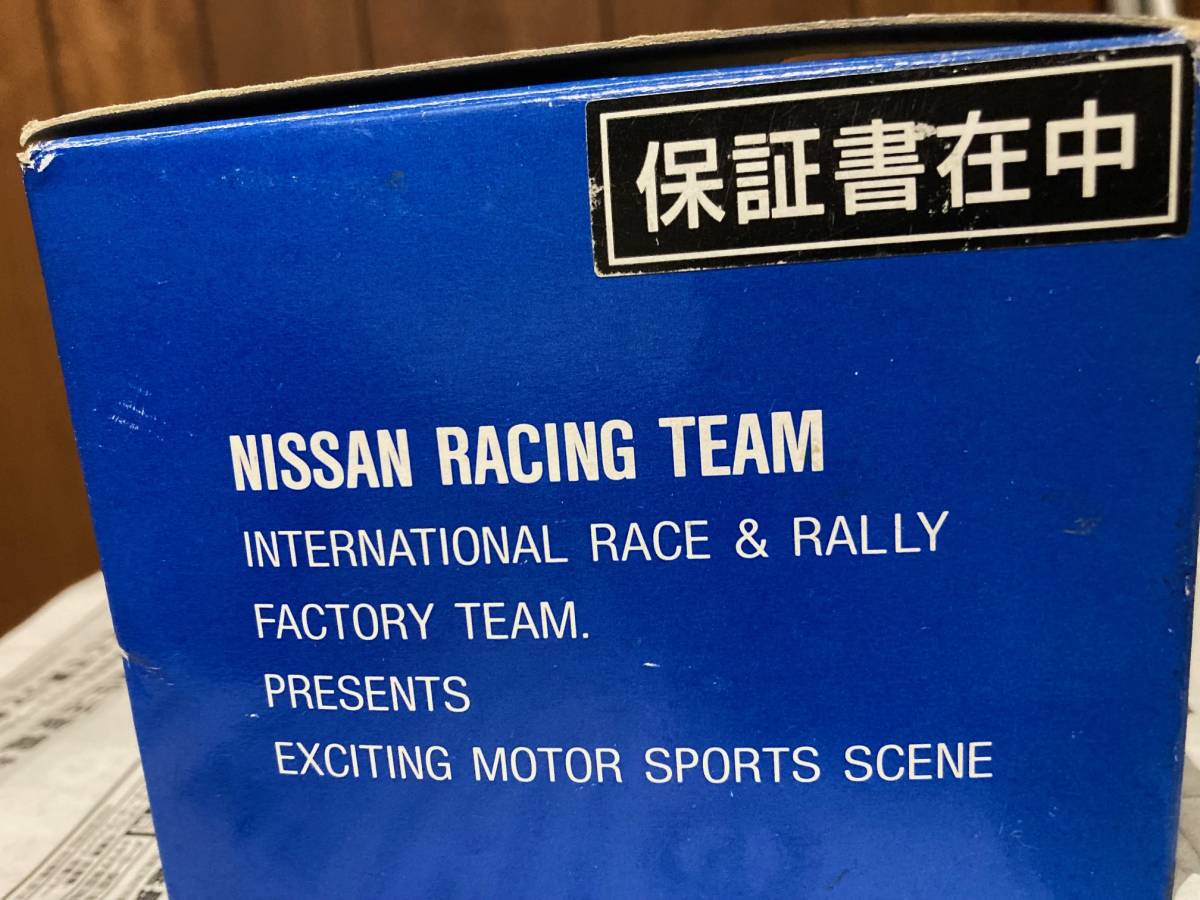 保証書在中
NISSAN RACING TEAM
INTERNATIONAL RACE & RALLY
FACTORY TEAM.
PRESENTS
EXCITING MOTOR SPORTS SCENE